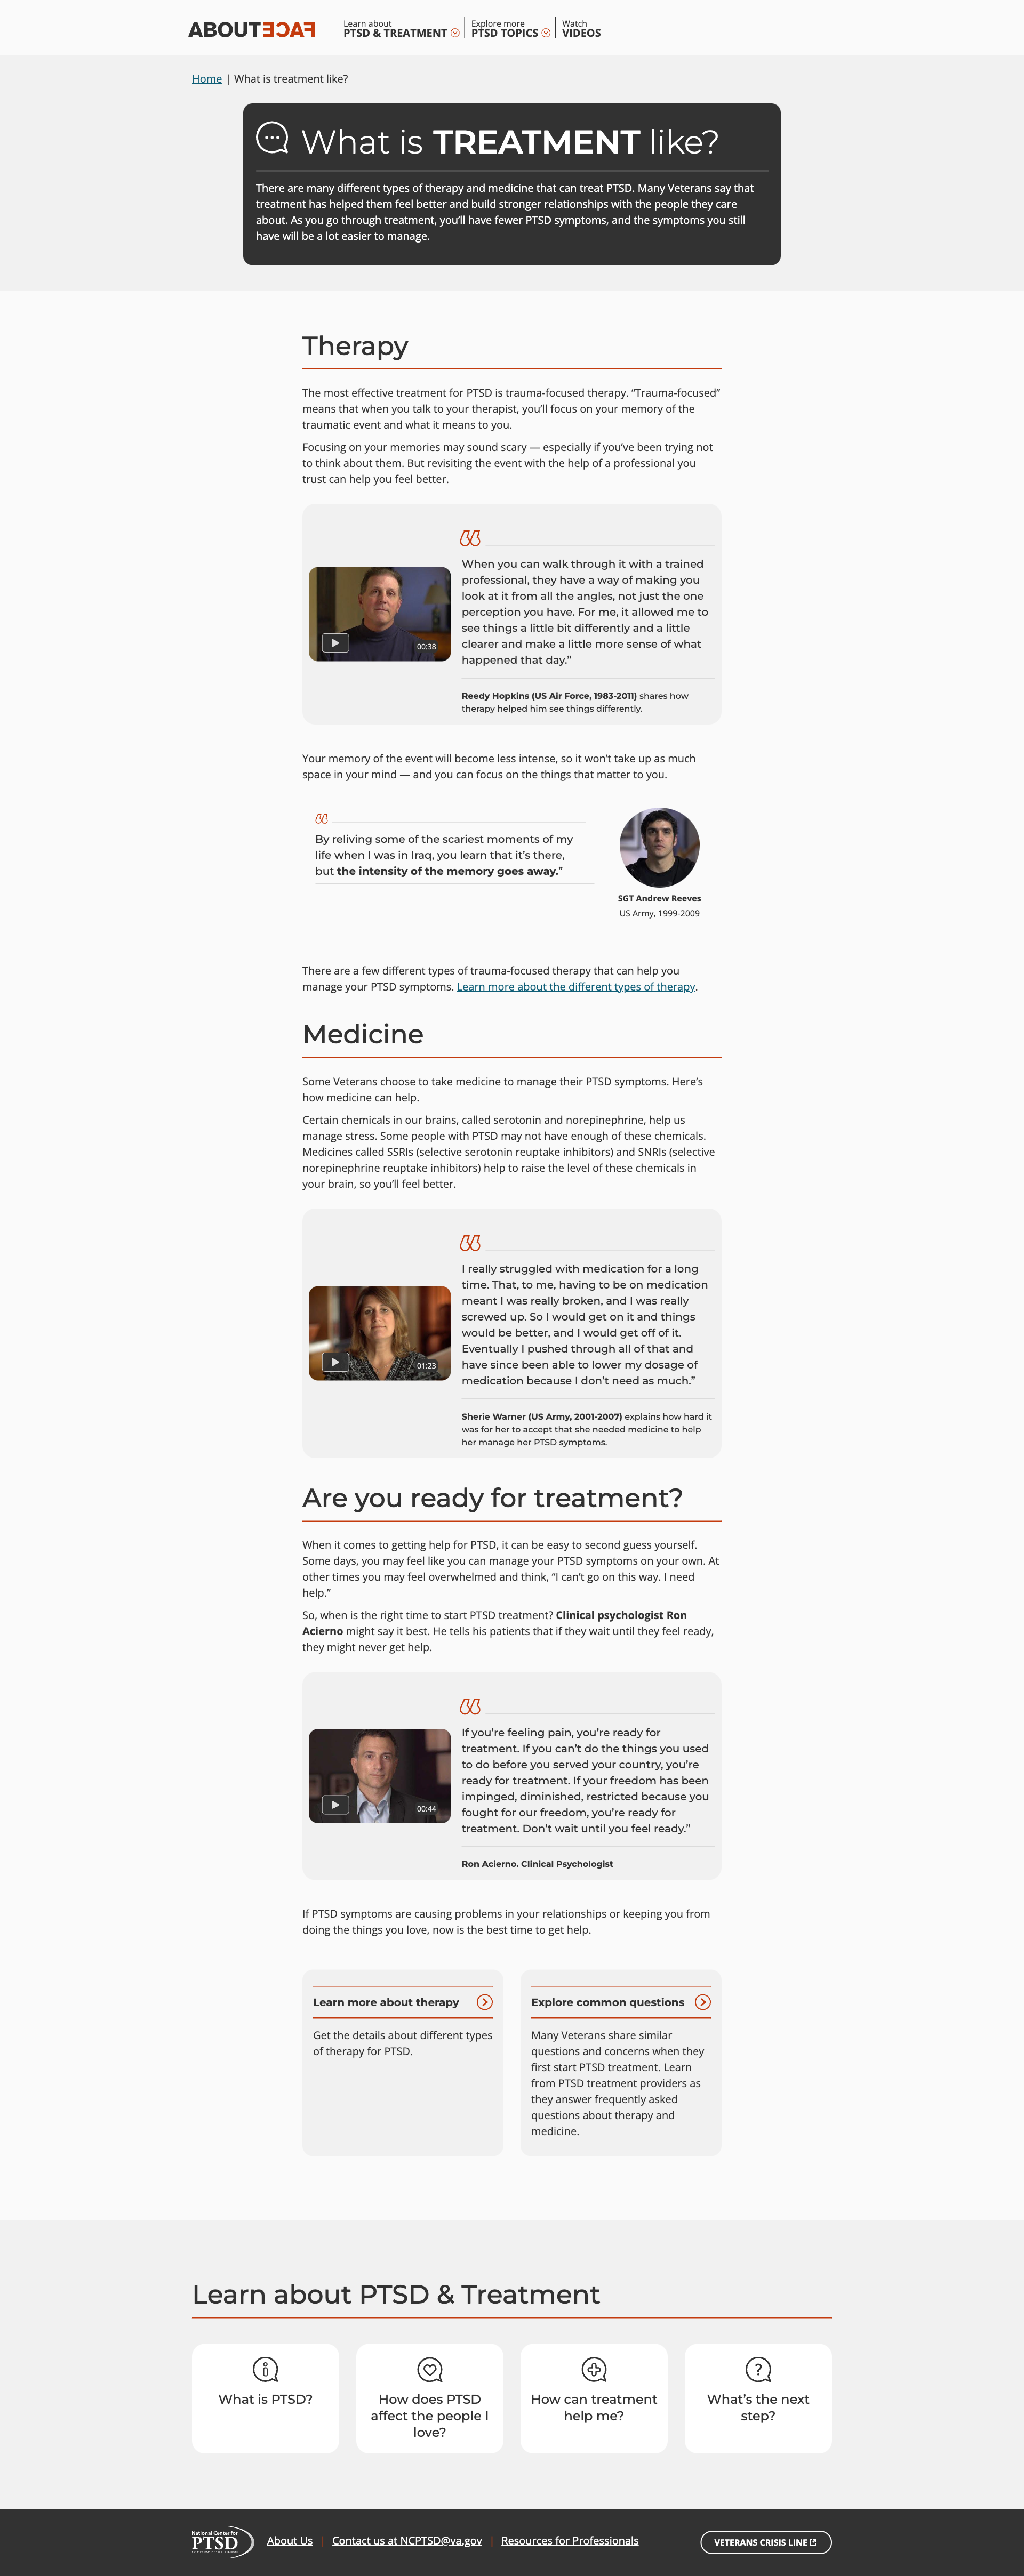 ABOUTFACE
Learn about
PTSD & TREATMENT
Explore more
PTSD TOPICS
Watch
VIDEOS
Home | What is treatment like?
What is TREATMENT like?
There are many different types of therapy and medicine that can treat PTSD. Many Veterans say that
treatment has helped them feel better and build stronger relationships with the people they care
about. As you go through treatment, you’ll have fewer PTSD symptoms, and the symptoms you still
have will be a lot easier to manage.
Therapy
The most effective treatment for PTSD is trauma-focused therapy. “Trauma-focused”
means that when you talk to your therapist, you’ll focus on your memory of the
traumatic event and what it means to you.
Focusing on your memories may sound scary — especially if you’ve been trying not
to think about them. But revisiting the event with the help of a professional you
trust can help you feel better.
00:38
When you can walk through it with a trained
professional, they have a way of making you
look at it from all the angles, not just the one
perception you have. For me, it allowed me to
see things a little bit differently and a little
clearer and make a little more sense of what
happened that day.”
Reedy Hopkins (US Air Force, 1983-2011) shares how
therapy helped him see things differently.
Your memory of the event will become less intense, so it won’t take up as much
space in your mind — and you can focus on the things that matter to you.
By reliving some of the scariest moments of my
life when I was in Iraq, you learn that it’s there,
but the intensity of the memory goes away.”
SGT Andrew Reeves
US Army, 1999-2009
There are a few different types of trauma-focused therapy that can help you
manage your PTSD symptoms. Learn more about the different types of therapy.
Medicine
Some Veterans choose to take medicine to manage their PTSD symptoms. Here’s
how medicine can help.
Certain chemicals in our brains, called serotonin and norepinephrine, help us
manage stress. Some people with PTSD may not have enough of these chemicals.
Medicines called SSRIs (selective serotonin reuptake inhibitors) and SNRIs (selective
norepinephrine reuptake inhibitors) help to raise the level of these chemicals in
your brain, so you’ll feel better.
01:23
I really struggled with medication for a long
time. That, to me, having to be on medication
meant I was really broken, and I was really
screwed up. So I would get on it and things
would be better, and I would get off of it.
Eventually I pushed through all of that and
have since been able to lower my dosage of
medication because I don’t need as much.”
Sherie Warner (US Army, 2001-2007) explains how hard it
was for her to accept that she needed medicine to help
her manage her PTSD symptoms.
Are you ready for treatment?
When it comes to getting help for PTSD, it can be easy to second guess yourself.
Some days, you may feel like you can manage your PTSD symptoms on your own. At
other times you may feel overwhelmed and think, “I can’t go on this way. I need
help.”
So, when is the right time to start PTSD treatment? Clinical psychologist Ron
Acierno might say it best. He tells his patients that if they wait until they feel ready,
they might never get help.
00:44
If you’re feeling pain, you’re ready for
treatment. If you can’t do the things you used
to do before you served your country, you’re
ready for treatment. If your freedom has been
impinged, diminished, restricted because you
fought for our freedom, you’re ready for
treatment. Don’t wait until you feel ready.”
Ron Acierno. Clinical Psychologist
If PTSD symptoms are causing problems in your relationships or keeping you from
doing the things you love, now is the best time to get help.
Learn more about therapy
Get the details about different types
of therapy for PTSD.
Explore common questions
Many Veterans share similar
questions and concerns when they
first start PTSD treatment. Learn
from PTSD treatment providers as
they answer frequently asked
questions about therapy and
medicine.
Learn about PTSD & Treatment
What is PTSD?
How does PTSD
affect the people I
love?
How can treatment
help me?
What’s the next
step?
National Center for
PTSD
About Us | Contact us at NCPTSD@va.gov | Resources for Professionals
VETERANS CRISIS LINE